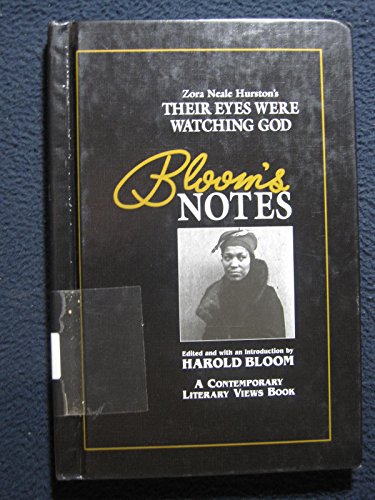 Zora Neale Hurston's
THEIR EYES WERE
WATCHING GOD
Bloom's
NOTES
Edited and with an Introduction by
HAROLD BLOOM
A CONTEMPORARY
LITERARY VIEWS BOOK